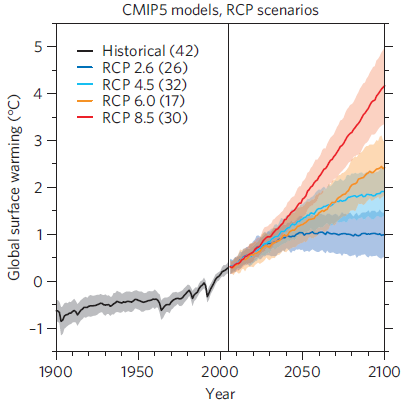 CMIP5 models, RCP scenarios
Historical (42)
RCP 2.6 (26)
RCP 4.5 (32)
RCP 6.0 (17)
RCP 8.5 (30)
Global surface warming (°C)
5
4
3
2
1
0
-1
1900 1950 2000 2050 2100
Year